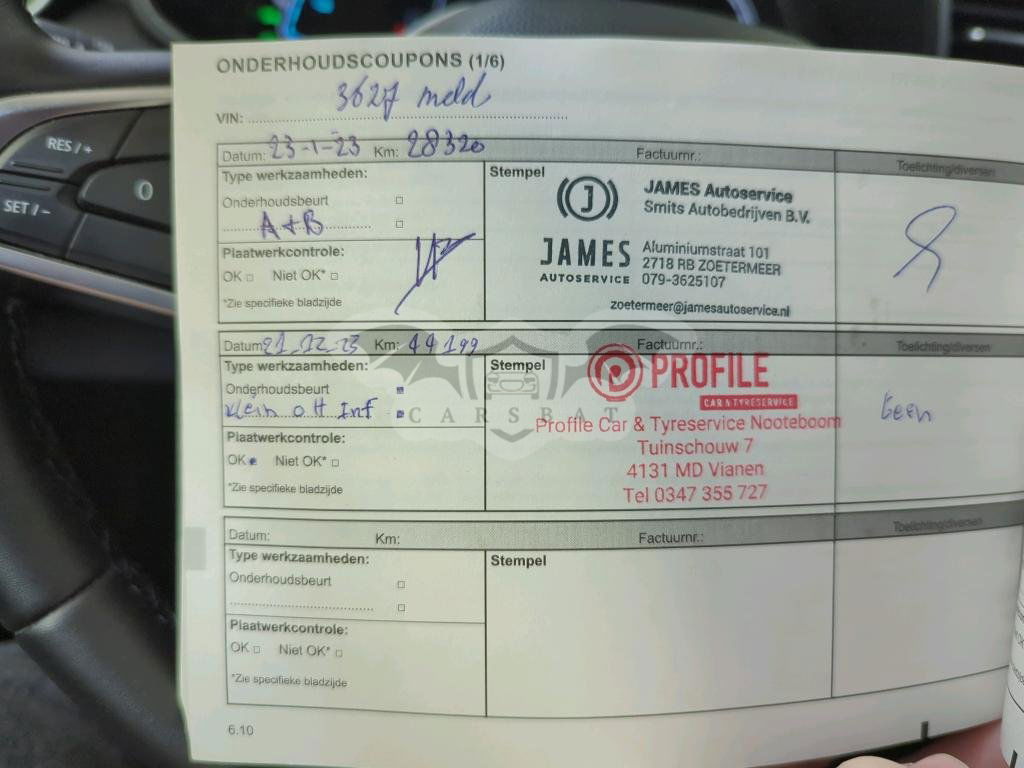 RES / +
0
SET / -
ONDERHOUDSCOUPONS (1/6)
3627 meld
VIN:
Datum: 23-1-23 Km: 28320 Factuurnr.: Toelichting/diversen
Type werkzaamheden:
Onderhoudsbeurt
A+B
Plaatwerkcontrole:
OK Niet OK*
*Zie specifieke bladzijde
Stempel
J
JAMES Autoservice
Smits Autobedrijven B.V.
JAMES
AUTOSERVICE
Aluminiumstraat 101
2718 RB ZOETERMEER
079-3625107
zoetermeer@jamesautoservice.nl
Datum: 21-12-23 Km: 44199 Factuurnr.: Toelichting/diversen
Type werkzaamheden:
Onderhoudsbeurt
klein
Plaatwerkcontrole:
OK Niet OK*
*Zie specifieke bladzijde
Stempel
PROFILE
CAR & TYRESERVICE
Profile Car & Tyreservice Nooteboom
Tuinschouw 7
4131 MD Vianen
Tel 0347 355 727
Geen
CARSBAT
Datum: Km: Factuurnr.: Toelichting/diversen
Type werkzaamheden:
Onderhoudsbeurt
Plaatwerkcontrole:
OK Niet OK*
*Zie specifieke bladzijde
Stempel
6.10